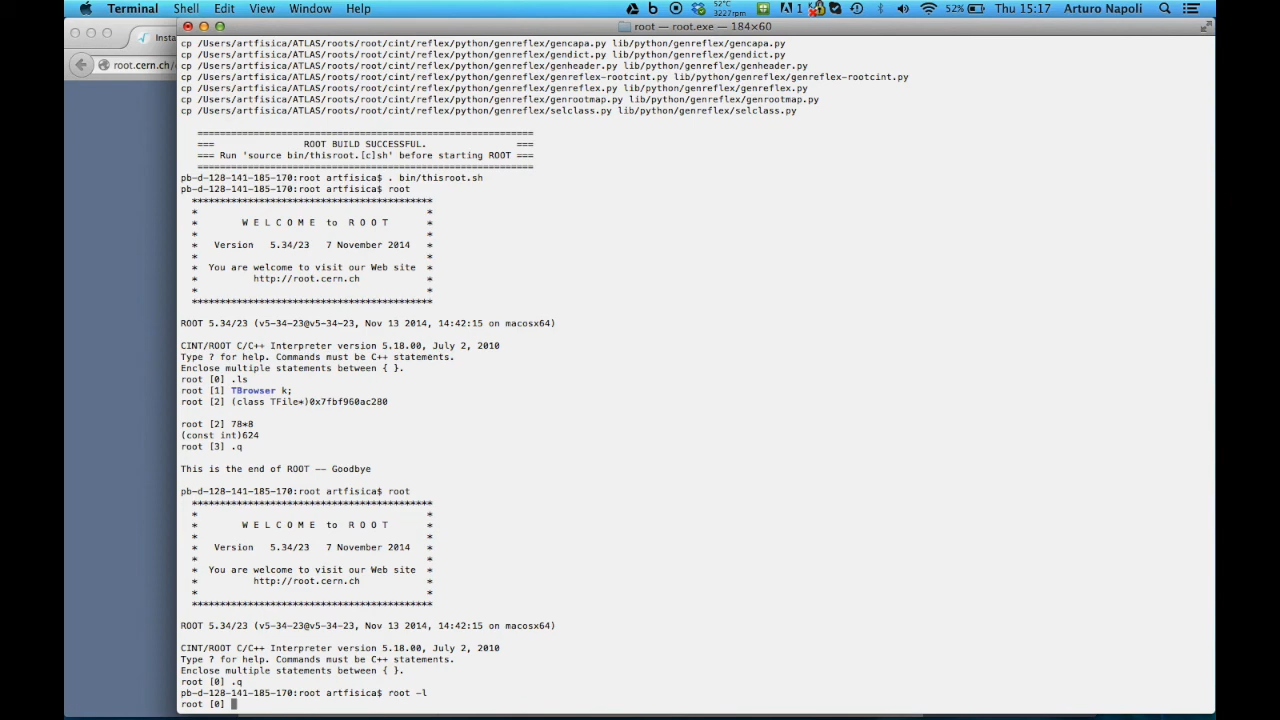 Terminal Shell Edit View Window Help 1 52°C 3227rpm 52% Thu 15:17 Arturo Napoli
root — root.exe — 184×60
Insta
root.cern.ch/
cp /Users/artfisica/ATLAS/roots/root/cint/reflex/python/genreflex/gencapa.py lib/python/genreflex/gencapa.py
cp /Users/artfisica/ATLAS/roots/root/cint/reflex/python/genreflex/gendict.py lib/python/genreflex/gendict.py
cp /Users/artfisica/ATLAS/roots/root/cint/reflex/python/genreflex/genheader.py lib/python/genreflex/genheader.py
cp /Users/artfisica/ATLAS/roots/root/cint/reflex/python/genreflex/genreflex-rootcint.py lib/python/genreflex/genreflex-rootcint.py
cp /Users/artfisica/ATLAS/roots/root/cint/reflex/python/genreflex/genreflex.py lib/python/genreflex/genreflex.py
cp /Users/artfisica/ATLAS/roots/root/cint/reflex/python/genreflex/genrootmap.py lib/python/genreflex/genrootmap.py
cp /Users/artfisica/ATLAS/roots/root/cint/reflex/python/genreflex/selclass.py lib/python/genreflex/selclass.py
============================================================
=== ROOT BUILD SUCCESSFUL. ===
=== Run 'source bin/thisroot.[c]sh' before starting ROOT ===
============================================================
pb-d-128-141-185-170:root artfisica$ . bin/thisroot.sh
pb-d-128-141-185-170:root artfisica$ root
*******************************************
* *
* W E L C O M E to R O O T *
* *
* Version 5.34/23 7 November 2014 *
* *
* You are welcome to visit our Web site *
* http://root.cern.ch *
* *
*******************************************
ROOT 5.34/23 (v5-34-23@v5-34-23, Nov 13 2014, 14:42:15 on macosx64)
CINT/ROOT C/C++ Interpreter version 5.18.00, July 2, 2010
Type ? for help. Commands must be C++ statements.
Enclose multiple statements between { }.
root [0] .ls
root [1] TBrowser k;
root [2] (class TFile*)0x7fbf960ac280
root [2] 78*8
(const int)624
root [3] .q
This is the end of ROOT -- Goodbye
pb-d-128-141-185-170:root artfisica$ root
*******************************************
* *
* W E L C O M E to R O O T *
* *
* Version 5.34/23 7 November 2014 *
* *
* You are welcome to visit our Web site *
* http://root.cern.ch *
* *
*******************************************
ROOT 5.34/23 (v5-34-23@v5-34-23, Nov 13 2014, 14:42:15 on macosx64)
CINT/ROOT C/C++ Interpreter version 5.18.00, July 2, 2010
Type ? for help. Commands must be C++ statements.
Enclose multiple statements between { }.
root [0] .q
pb-d-128-141-185-170:root artfisica$ root -l
root [0]